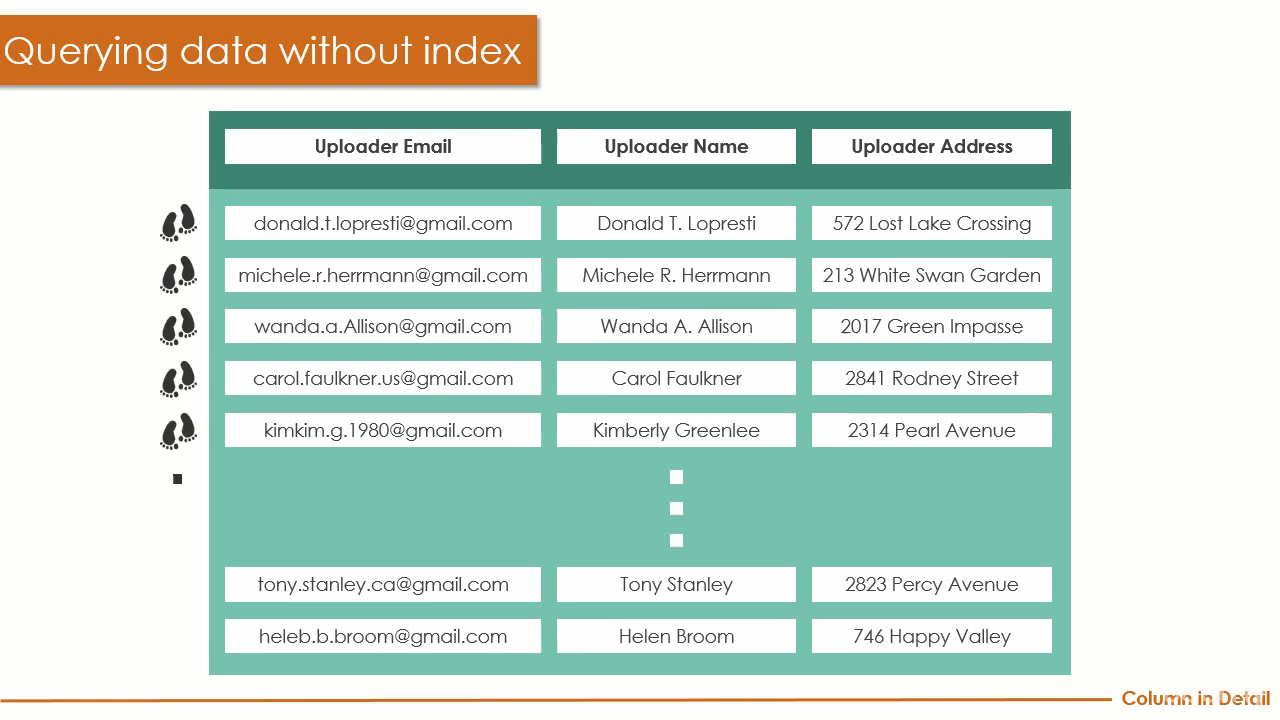 Querying data without index
Uploader Email Uploader Name Uploader Address
donald.t.lopresti@gmail.com Donald T. Lopresti 572 Lost Lake Crossing
michele.r.herrmann@gmail.com Michele R. Herrmann 213 White Swan Garden
wanda.a.Allison@gmail.com Wanda A. Allison 2017 Green Impasse
carol.faulkner.us@gmail.com Carol Faulkner 2841 Rodney Street
kimkim.g.1980@gmail.com Kimberly Greenlee 2314 Pearl Avenue
tony.stanley.ca@gmail.com Tony Stanley 2823 Percy Avenue
heleb.b.broom@gmail.com Helen Broom 746 Happy Valley
Column in Detail